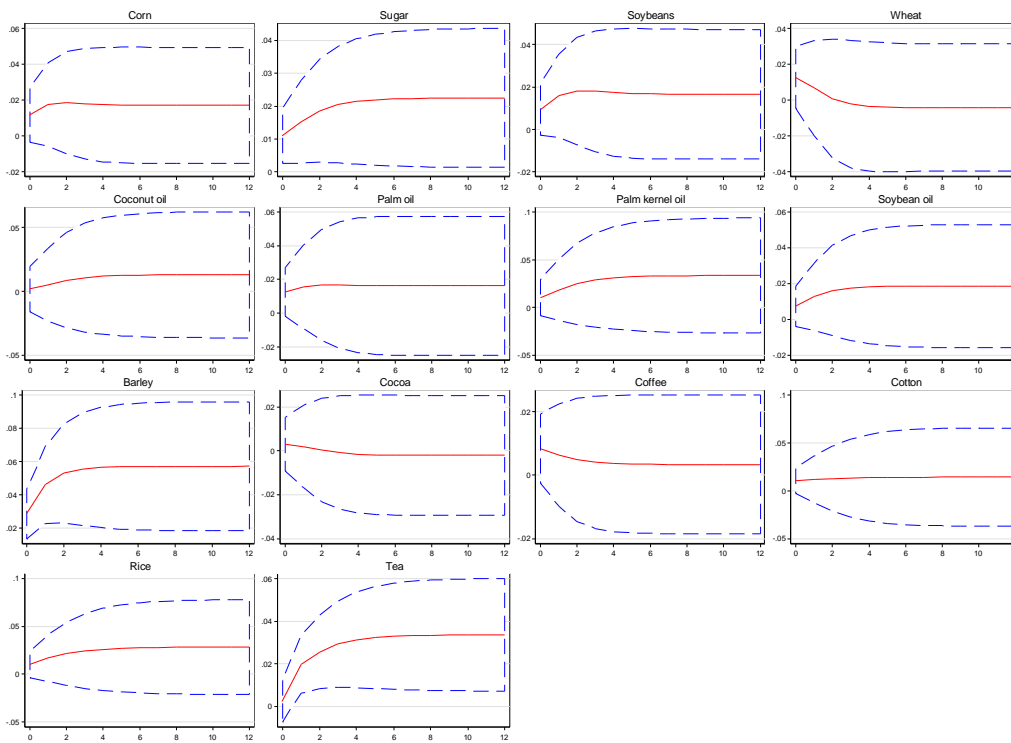 Corn
.06
.04
.02
0
-.02
0 2 4 6 8 10 12
Sugar
.04
.03
.02
.01
0
0 2 4 6 8 10 12
Soybeans
.04
.02
0
-.02
0 2 4 6 8 10 12
Wheat
.04
.02
0
-.02
-.04
0 2 4 6 8 10 12
Coconut oil
.05
0
-.05
0 2 4 6 8 10 12
Palm oil
.06
.04
.02
0
-.02
0 2 4 6 8 10 12
Palm kernel oil
.1
.05
0
-.05
0 2 4 6 8 10 12
Soybean oil
.06
.04
.02
0
-.02
0 2 4 6 8 10 12
Barley
.1
.08
.06
.04
.02
0 2 4 6 8 10 12
Cocoa
.02
0
-.02
-.04
0 2 4 6 8 10 12
Coffee
.02
0
-.02
0 2 4 6 8 10 12
Cotton
.1
.05
0
-.05
0 2 4 6 8 10
Rice
.1
.05
0
-.05
0 2 4 6 8 10 12
Tea
.06
.04
.02
0
0 2 4 6 8 10 12